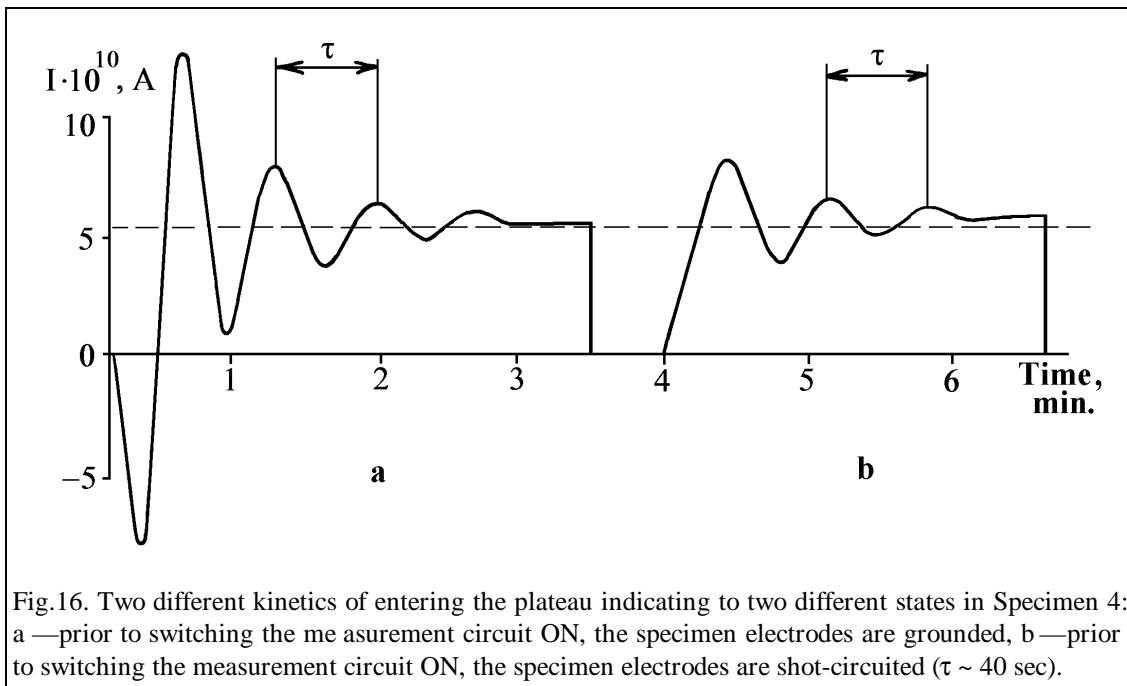 τ
τ
I·10^10, A
10
5
0
1
2
3
4
5
6
Time,
min.
–5
a
b
Fig.16. Two different kinetics of entering the plateau indicating to two different states in Specimen 4:
a —prior to switching the me asurement circuit ON, the specimen electrodes are grounded, b —prior
to switching the measurement circuit ON, the specimen electrodes are shot-circuited (τ ~ 40 sec).